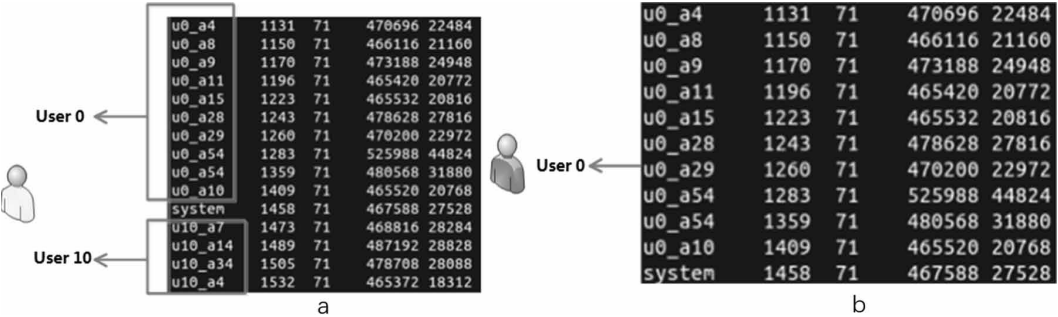 u0_a4 1131 71 470696 22484
u0_a8 1150 71 466116 21160
u0_a9 1170 71 473188 24948
u0_a11 1196 71 465420 20772
u0_a15 1223 71 465532 20816
u0_a28 1243 71 478628 27816
u0_a29 1260 71 470200 22972
u0_a54 1283 71 525988 44824
u0_a54 1359 71 480568 31880
u0_a10 1409 71 465520 20768
system 1458 71 467588 27528
u10_a7 1473 71 468816 28284
u10_a14 1489 71 487192 28828
u10_a34 1505 71 478708 28088
u10_a4 1532 71 465372 18312
User 0
User 10
a
u0_a4 1131 71 470696 22484
u0_a8 1150 71 466116 21160
u0_a9 1170 71 473188 24948
u0_a11 1196 71 465420 20772
u0_a15 1223 71 465532 20816
u0_a28 1243 71 478628 27816
u0_a29 1260 71 470200 22972
u0_a54 1283 71 525988 44824
u0_a54 1359 71 480568 31880
u0_a10 1409 71 465520 20768
system 1458 71 467588 27528
User 0
b